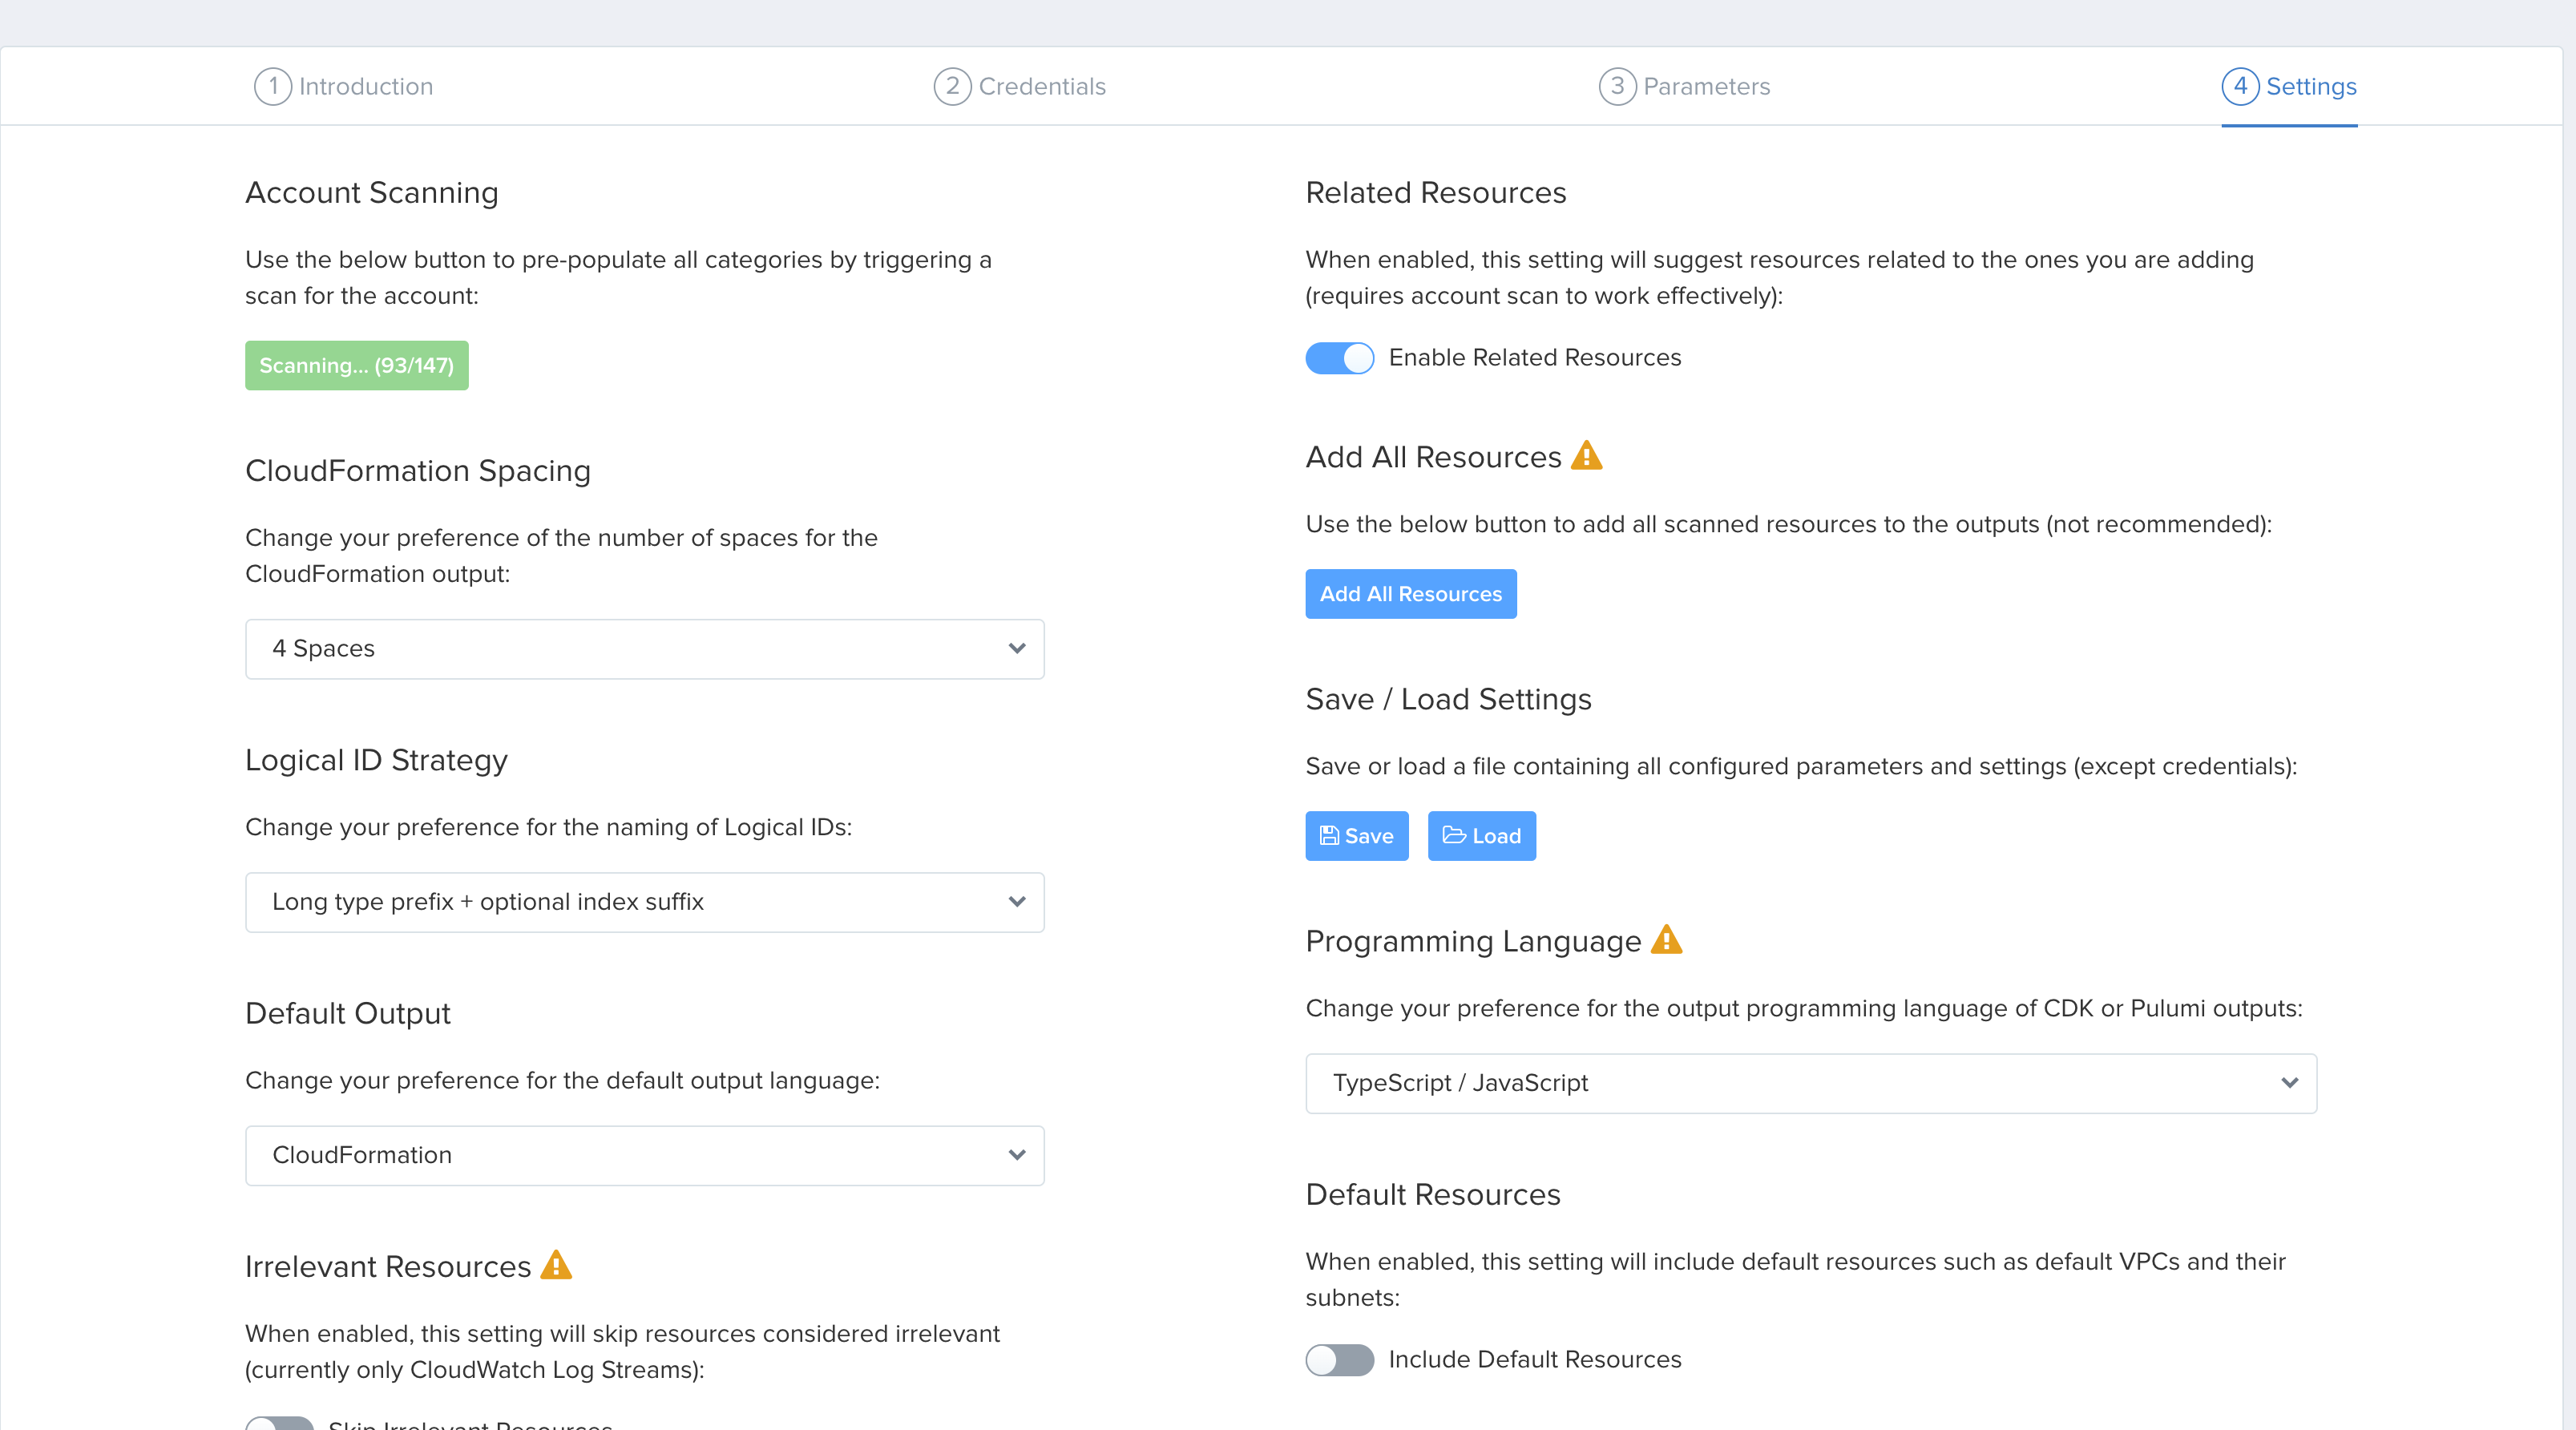 1 Introduction
2 Credentials
3 Parameters
4 Settings
Account Scanning
Use the below button to pre-populate all categories by triggering a
scan for the account:
Scanning... (93/147)
CloudFormation Spacing
Change your preference of the number of spaces for the
CloudFormation output:
4 Spaces
Logical ID Strategy
Change your preference for the naming of Logical IDs:
Long type prefix + optional index suffix
Default Output
Change your preference for the default output language:
CloudFormation
Irrelevant Resources
When enabled, this setting will skip resources considered irrelevant
(currently only CloudWatch Log Streams):
Skip Irrelevant Resources
Related Resources
When enabled, this setting will suggest resources related to the ones you are adding
(requires account scan to work effectively):
Enable Related Resources
Add All Resources
Use the below button to add all scanned resources to the outputs (not recommended):
Add All Resources
Save / Load Settings
Save or load a file containing all configured parameters and settings (except credentials):
Save
Load
Programming Language
Change your preference for the output programming language of CDK or Pulumi outputs:
TypeScript / JavaScript
Default Resources
When enabled, this setting will include default resources such as default VPCs and their
subnets:
Include Default Resources